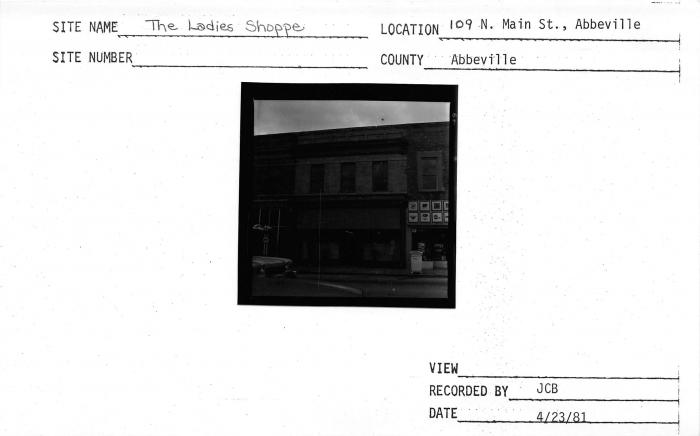 SITE NAME The Ladies Shoppe LOCATION 109 N. Main St., Abbeville
SITE NUMBER COUNTY Abbeville
VIEW
RECORDED BY JCB
DATE 4/23/81